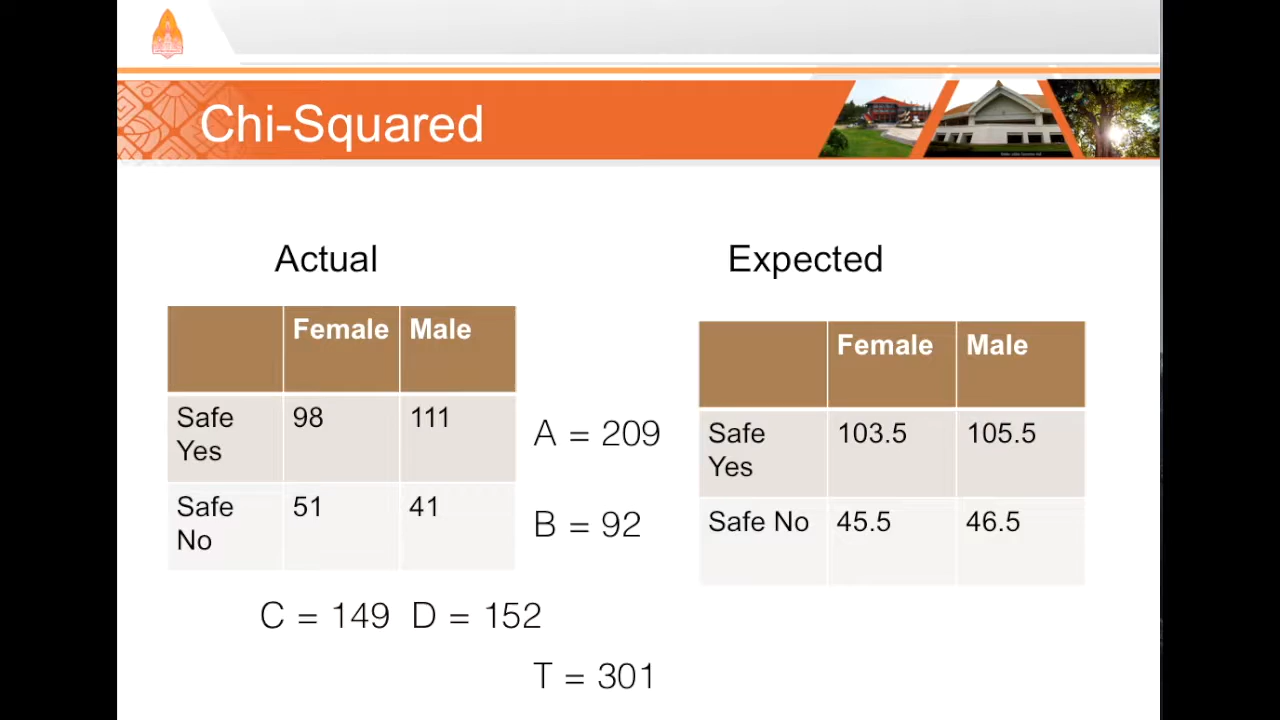 Chi-Squared
Actual
Expected
Female Male
Safe Yes 98 111
Safe No 51 41
A = 209
B = 92
C = 149 D = 152
T = 301
Female Male
Safe Yes 103.5 105.5
Safe No 45.5 46.5